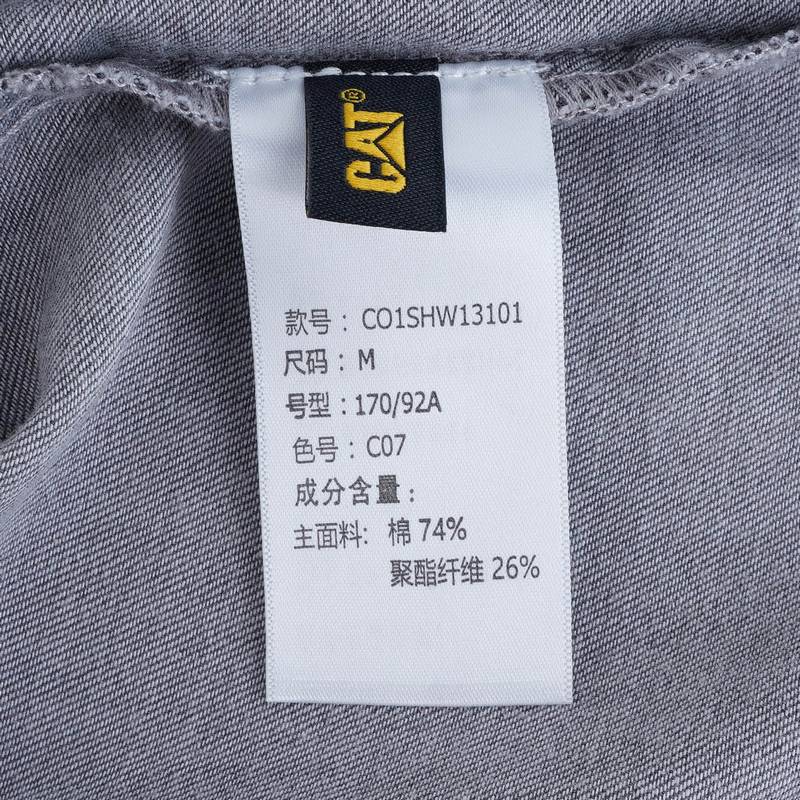 CAT®
款号： CO1SHW13101
尺码：M
号型：170/92A
色号：C07
成分含量：
主面料: 棉 74%
聚酯纤维 26%